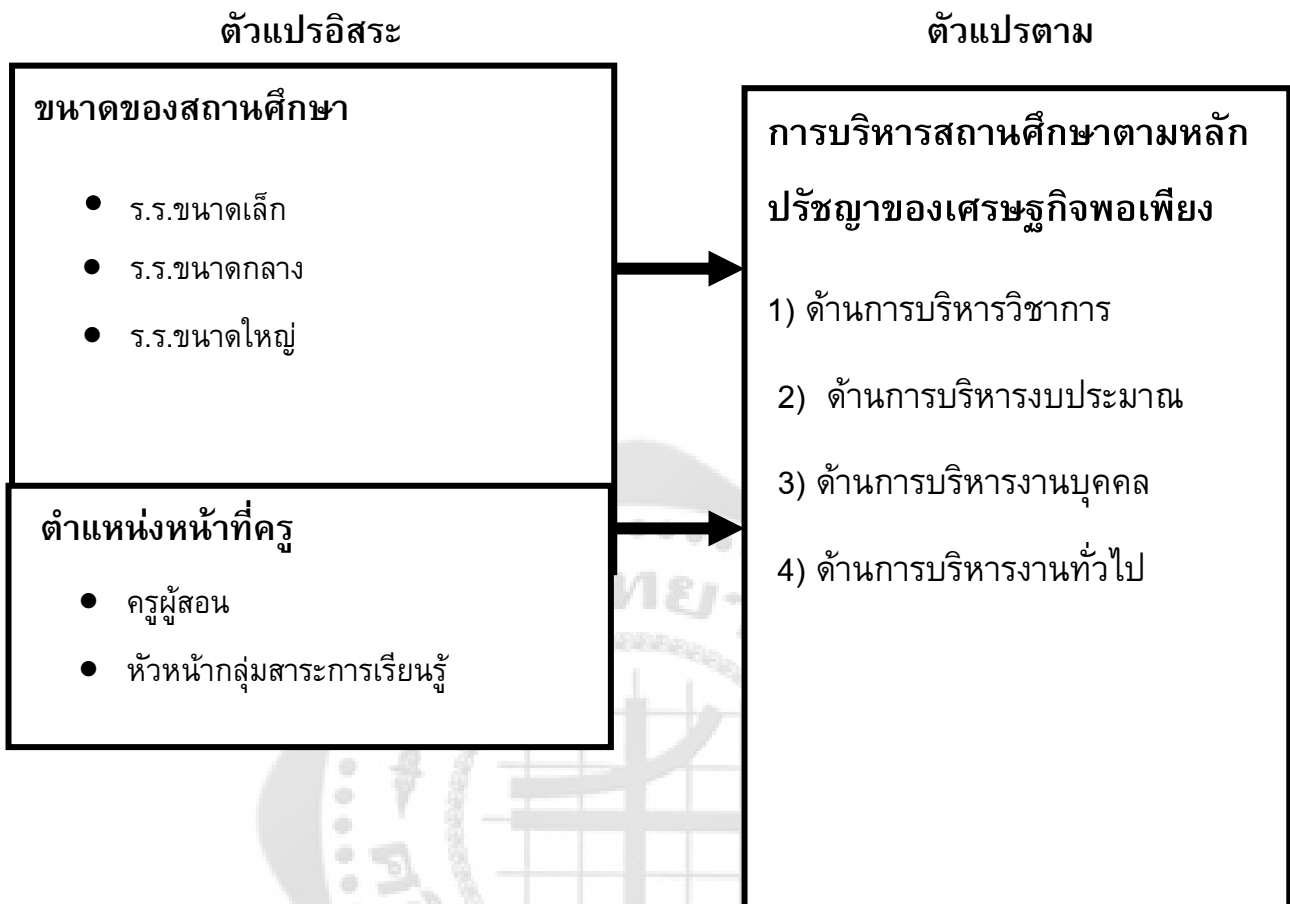 ตัวแปรอิสระ
ขนาดของสถานศึกษา
● ร.ร.ขนาดเล็ก
● ร.ร.ขนาดกลาง
● ร.ร.ขนาดใหญ่
ตำแหน่งหน้าที่ครู
● ครูผู้สอน
● หัวหน้ากลุ่มสาระการเรียนรู้
ตัวแปรตาม
การบริหารสถานศึกษาตามหลัก
ปรัชญาของเศรษฐกิจพอเพียง
1) ด้านการบริหารวิชาการ
2) ด้านการบริหารงบประมาณ
3) ด้านการบริหารงานบุคคล
4) ด้านการบริหารงานทั่วไป